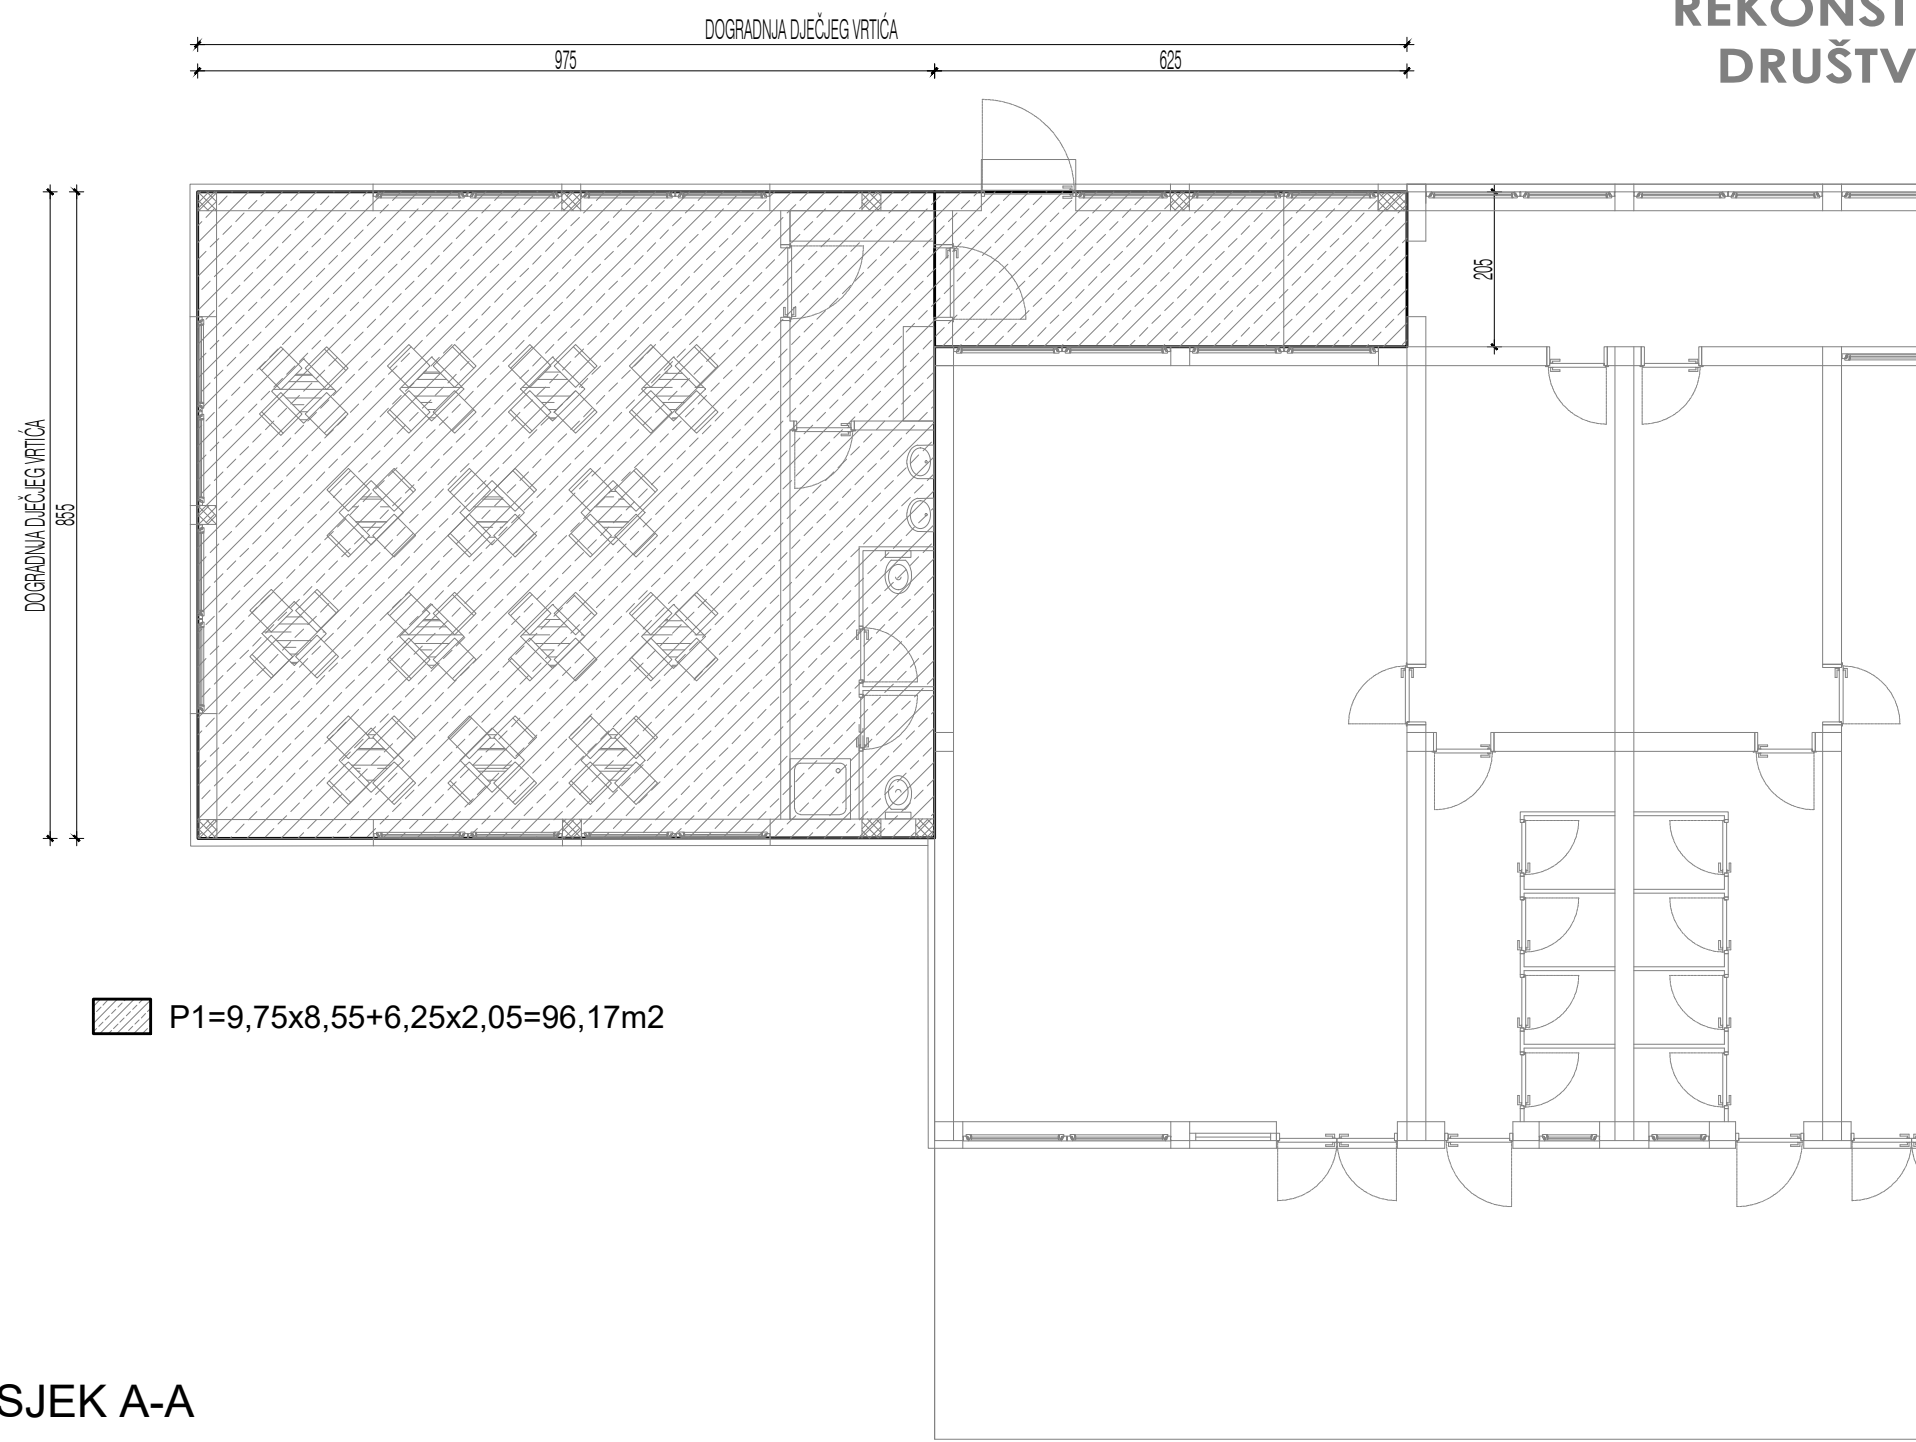 REKONST
DRUŠTV
DOGRADNJA DJEČJEG VRTIĆA
975
625
205
DOGRADNJA DJEČJEG VRTIĆA
855
P1=9,75x8,55+6,25x2,05=96,17m2
SJEK A-A